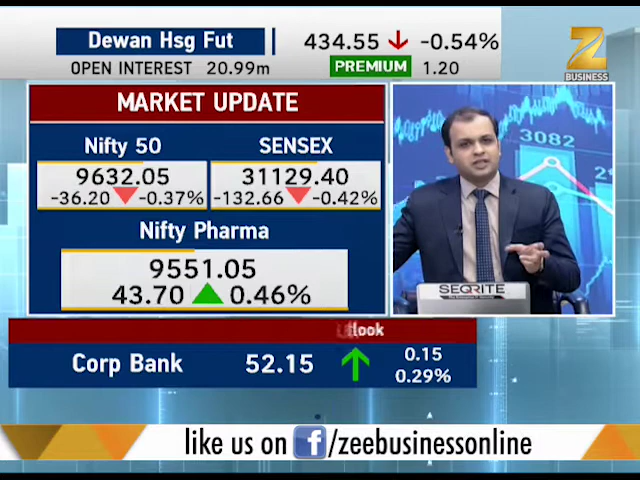 Dewan Hsg Fut
434.55 -0.54%
OPEN INTEREST 20.99m
PREMIUM 1.20
Z
BUSINESS
MARKET UPDATE
Nifty 50
SENSEX
9632.05
31129.40
-36.20 -0.37%
-132.66 -0.42%
Nifty Pharma
9551.05
43.70 0.46%
3082
SEQRITE
Corp Bank 52.15
0.15
0.29%
like us on f/zeebusinessonline